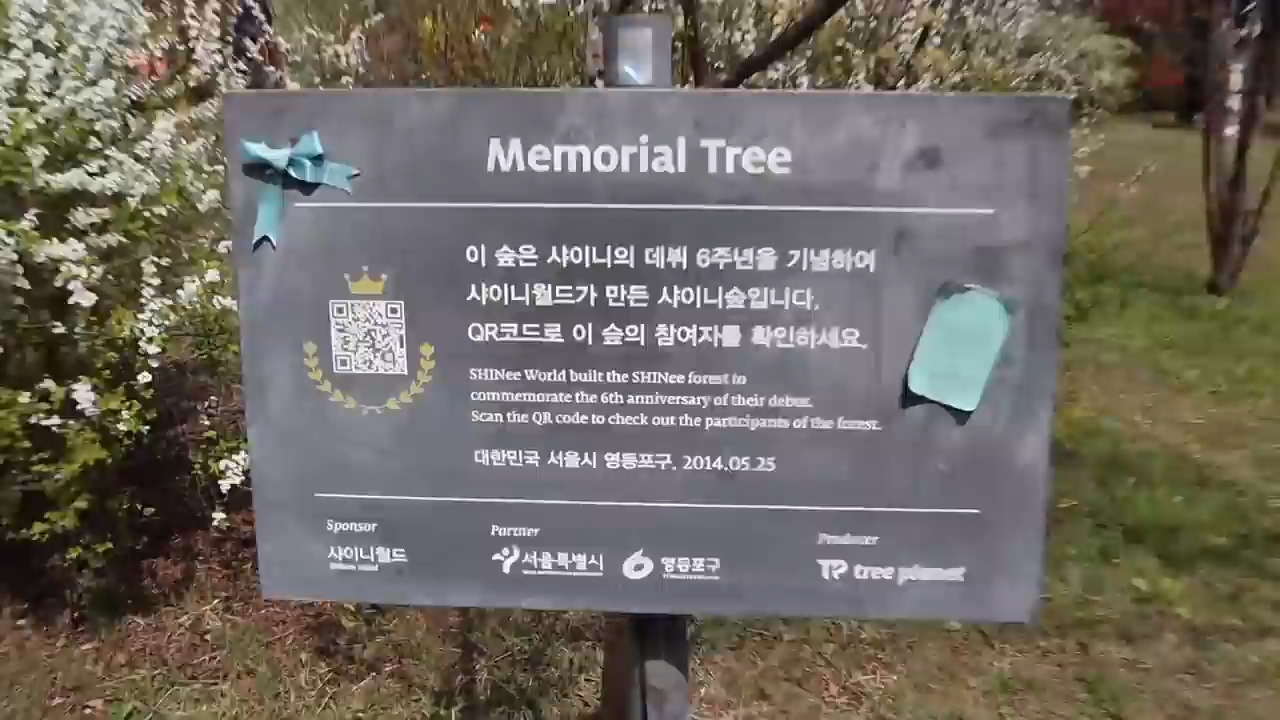 Memorial Tree
이 숲은 샤이니의 데뷔 6주년을 기념하여
샤이니월드가 만든 샤이니숲입니다.
QR코드로 이 숲의 참여자를 확인하세요.
SHINee World built the SHINee forest to
commemorate the 6th anniversary of their debut.
Scan the QR code to check out the participants of the forest.
대한민국 서울시 영등포구, 2014.05.25
Sponsor
샤이니월드
Partner
서울특별시
영등포구
Producer
TP tree planet